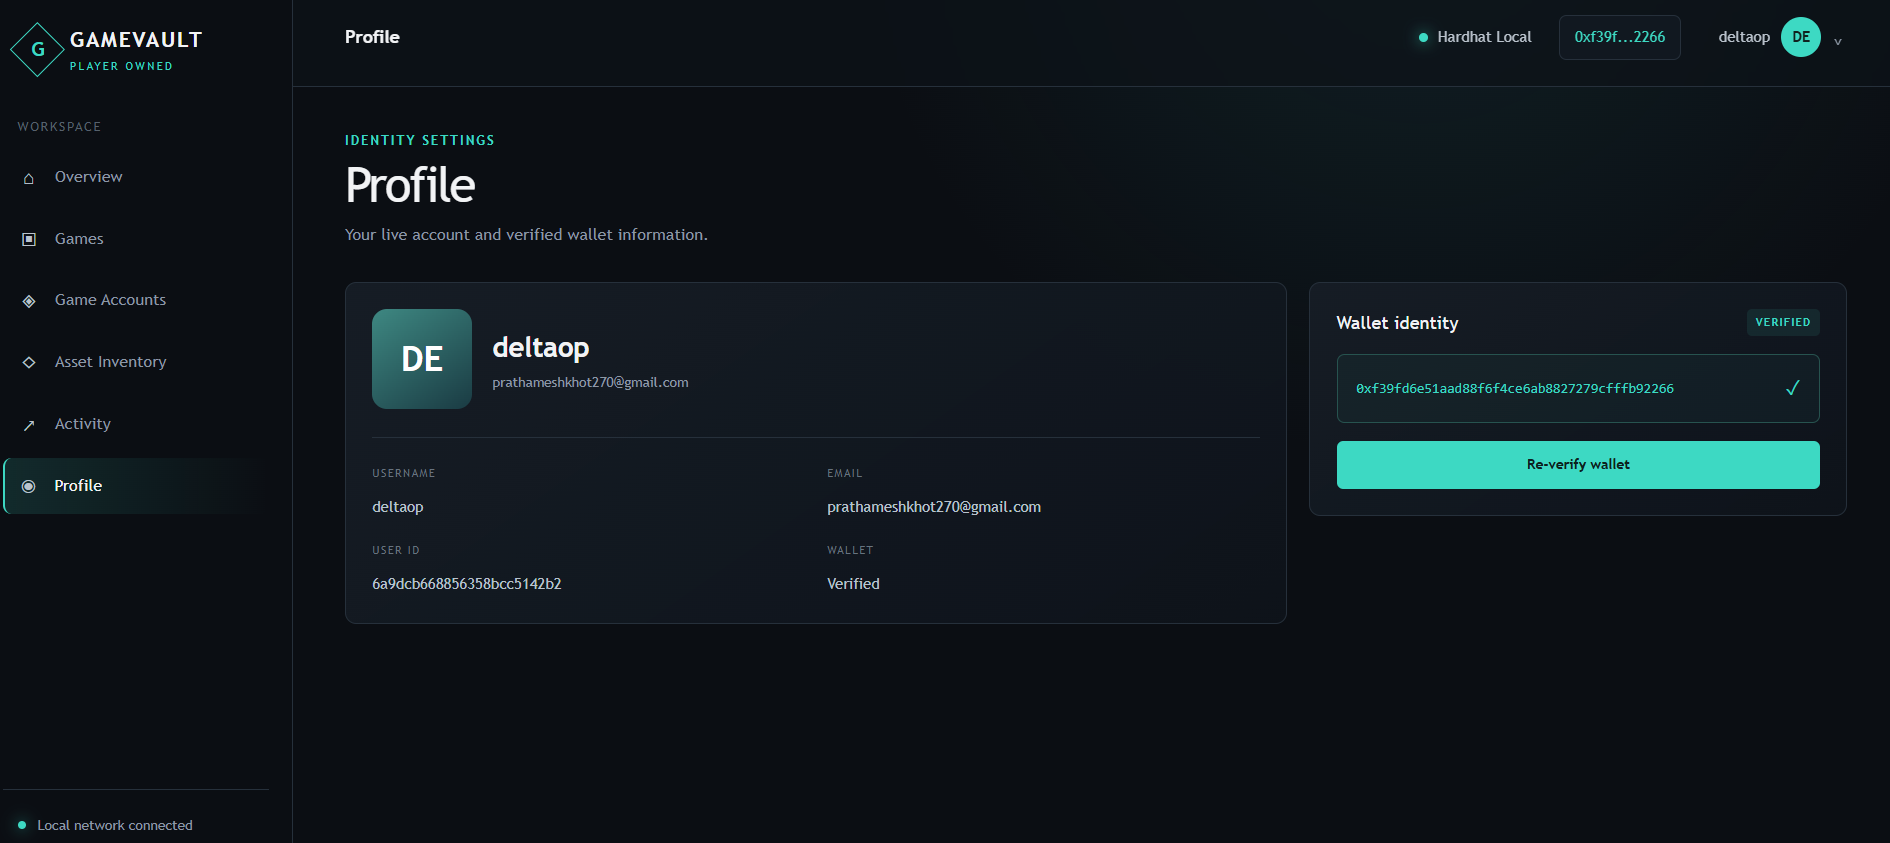 G
GAMEVAULT
PLAYER OWNED
WORKSPACE
Overview
Games
Game Accounts
Asset Inventory
Activity
Profile
Local network connected
Profile
Hardhat Local
0xf39f...2266
deltaop
DE
IDENTITY SETTINGS
Profile
Your live account and verified wallet information.
DE
deltaop
prathameshkhot270@gmail.com
USERNAME
deltaop
EMAIL
prathameshkhot270@gmail.com
USER ID
6a9dcb668856358bcc5142b2
WALLET
Verified
Wallet identity
VERIFIED
0xf39fd6e51aad88f6f4ce6ab8827279cfffb92266
Re-verify wallet